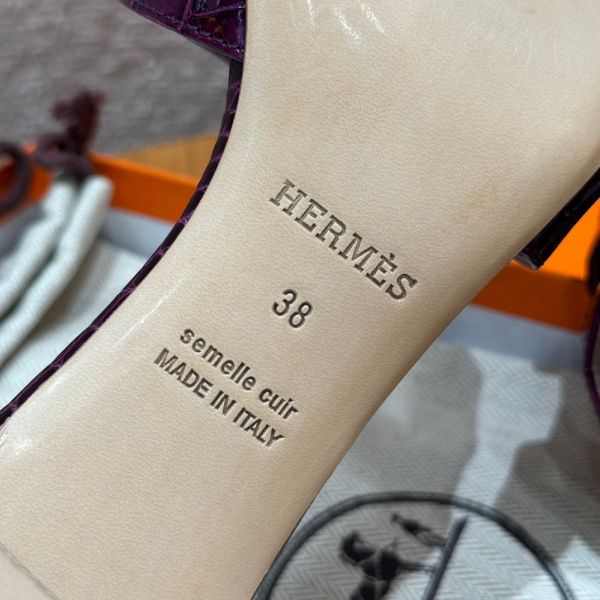 HERMÈS
38
semelle cuir
MADE IN ITALY